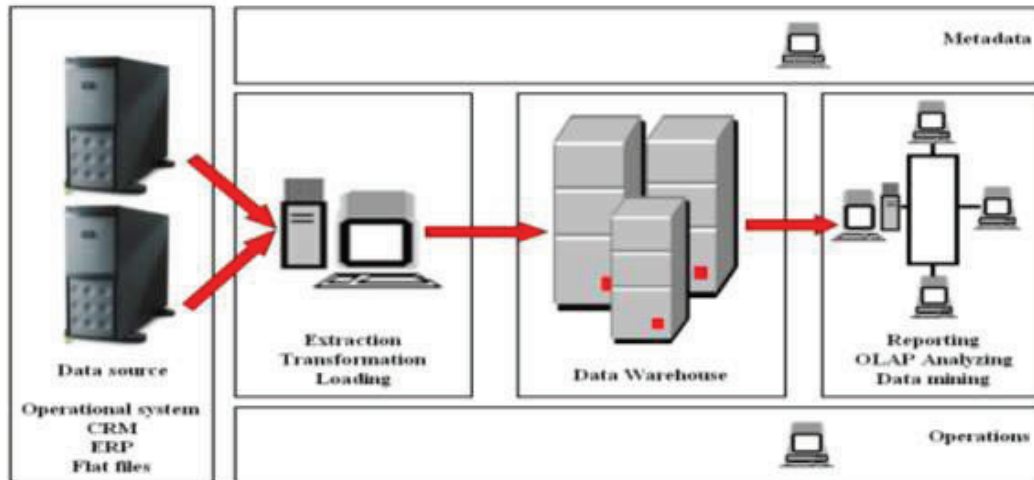 Metadata
Data source
Operational system
CRM
ERP
Flat files
Extraction
Transformation
Loading
Data Warehouse
Reporting
OLAP Analyzing
Data mining
Operations